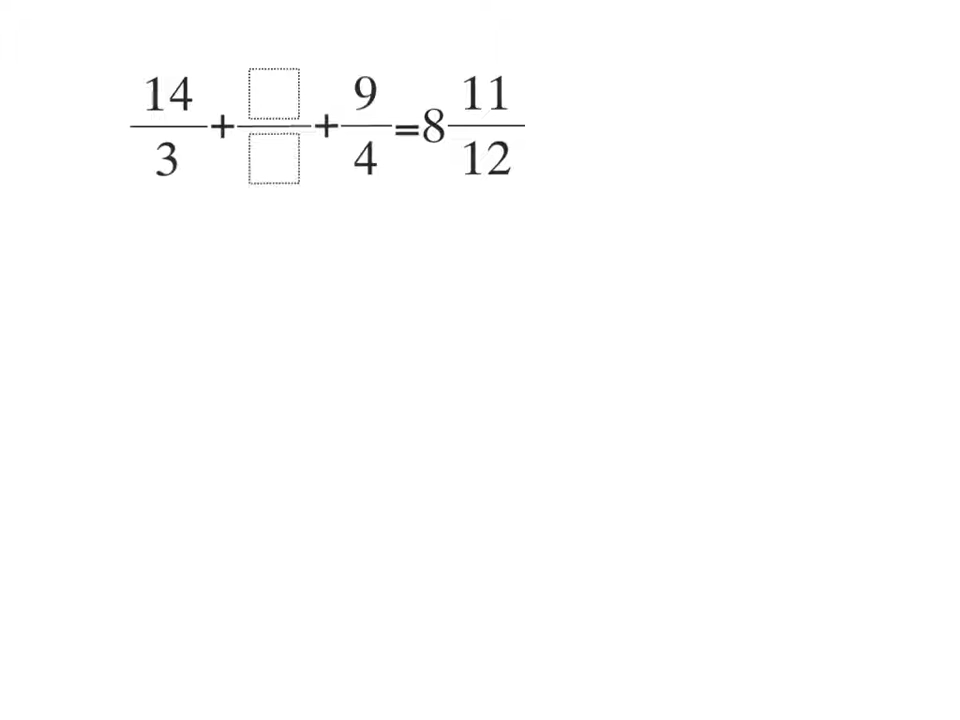 14/3 + □/□ + 9/4 = 8 11/12